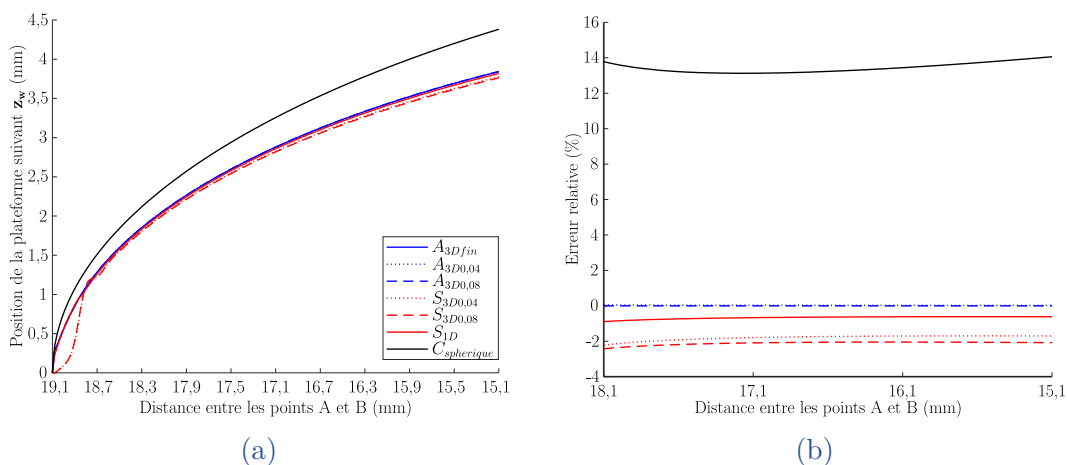 4,5
4
3,5
3
2,5
2
1,5
1
0,5
0
Position de la plateforme suivant z_w (mm)
19,1 18,7 18,3 17,9 17,5 17,1 16,7 16,3 15,9 15,5 15,1
Distance entre les points A et B (mm)
A_3Dfin
A_3D0,04
A_3D0,08
S_3D0,04
S_3D0,08
S_1D
C_spherique
(a)
16
14
12
10
8
6
4
2
0
-2
-4
Erreur relative (%)
18,1 17,1 16,1 15,1
Distance entre les points A et B (mm)
(b)